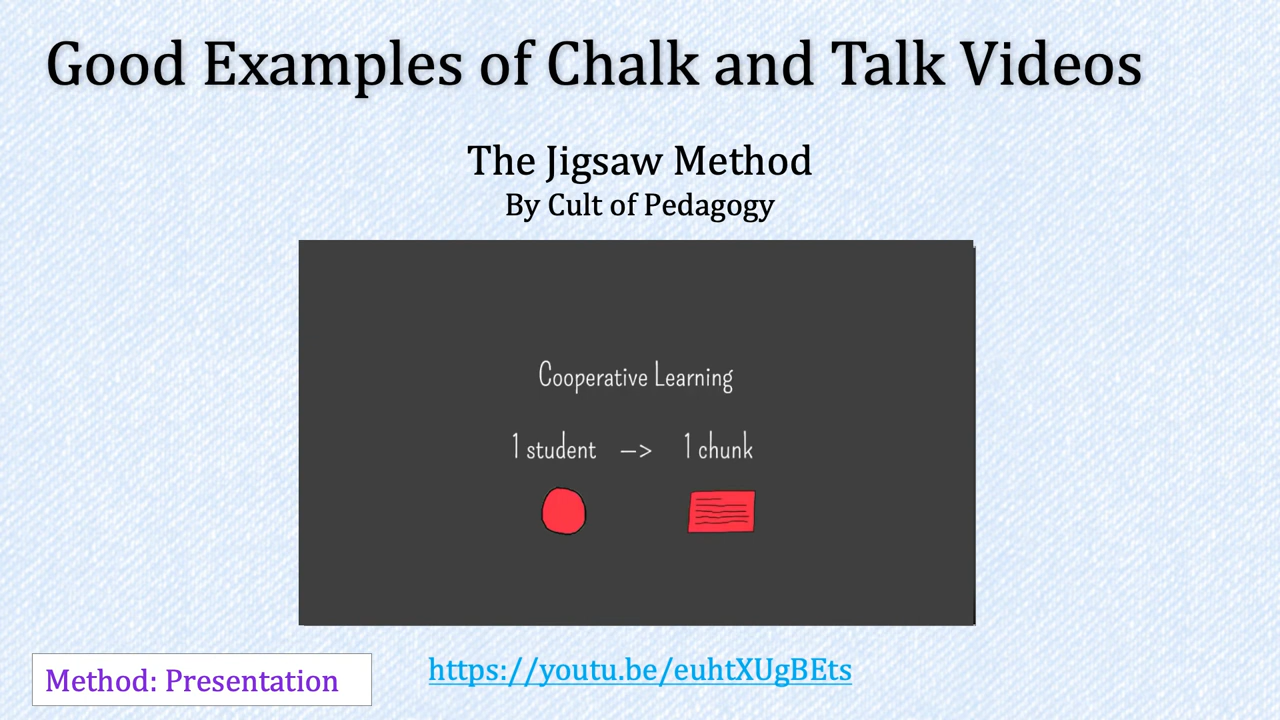 Good Examples of Chalk and Talk Videos
The Jigsaw Method
By Cult of Pedagogy
Cooperative Learning
1 student —> 1 chunk
Method: Presentation
https://youtu.be/euhtXUgBEts